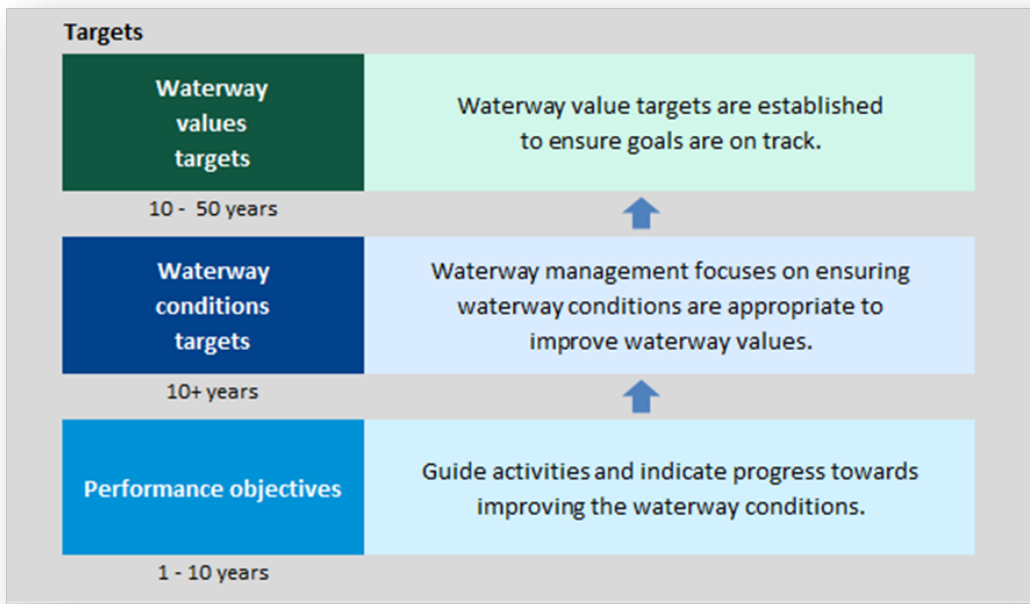 Targets
Waterway
values
targets
Waterway value targets are established
to ensure goals are on track.
10 - 50 years
Waterway
conditions
targets
Waterway management focuses on ensuring
waterway conditions are appropriate to
improve waterway values.
10+ years
Performance objectives
Guide activities and indicate progress towards
improving the waterway conditions.
1 - 10 years